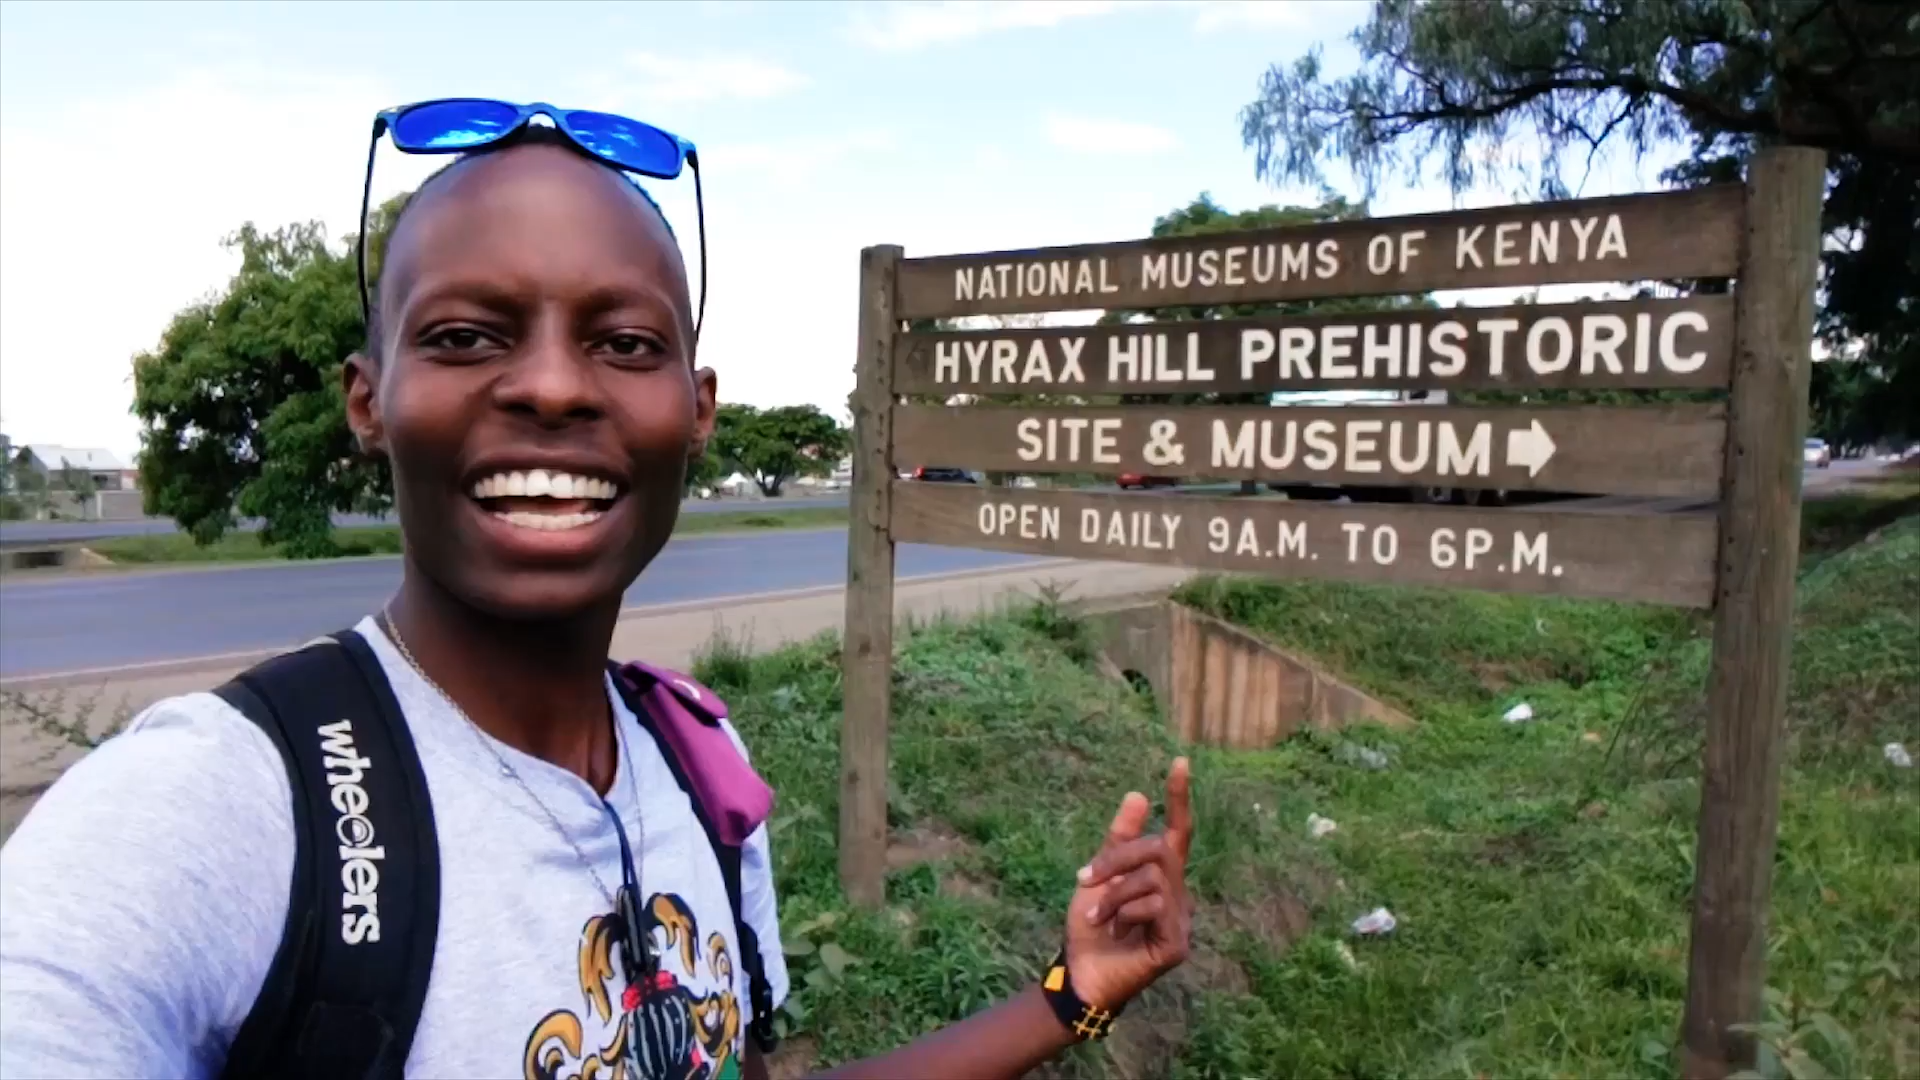 NATIONAL MUSEUMS OF KENYA
HYRAX HILL PREHISTORIC
SITE & MUSEUM
OPEN DAILY 9A.M. TO 6P.M.
wheelers